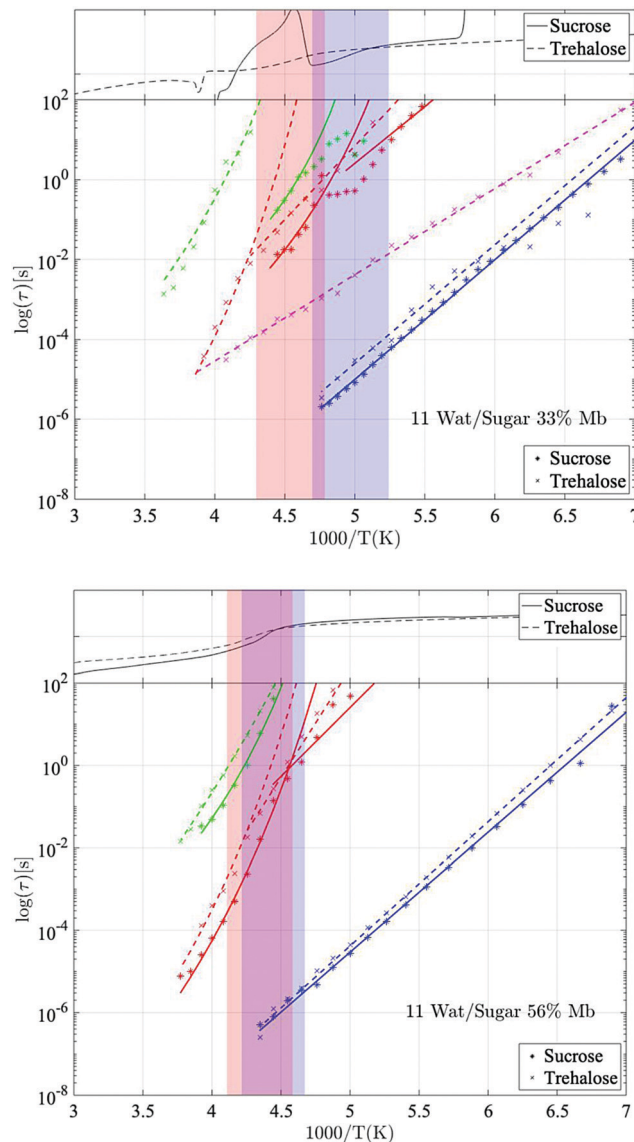 Sucrose
Trehalose
10^2
10^0
10^-2
10^-4
10^-6
10^-8
log(τ)[s]
11 Wat/Sugar 33% Mb
Sucrose
Trehalose
3 3.5 4 4.5 5 5.5 6 6.5 7
1000/T(K)
Sucrose
Trehalose
10^2
10^0
10^-2
10^-4
10^-6
10^-8
log(τ)[s]
11 Wat/Sugar 56% Mb
Sucrose
Trehalose
3 3.5 4 4.5 5 5.5 6 6.5 7
1000/T(K)